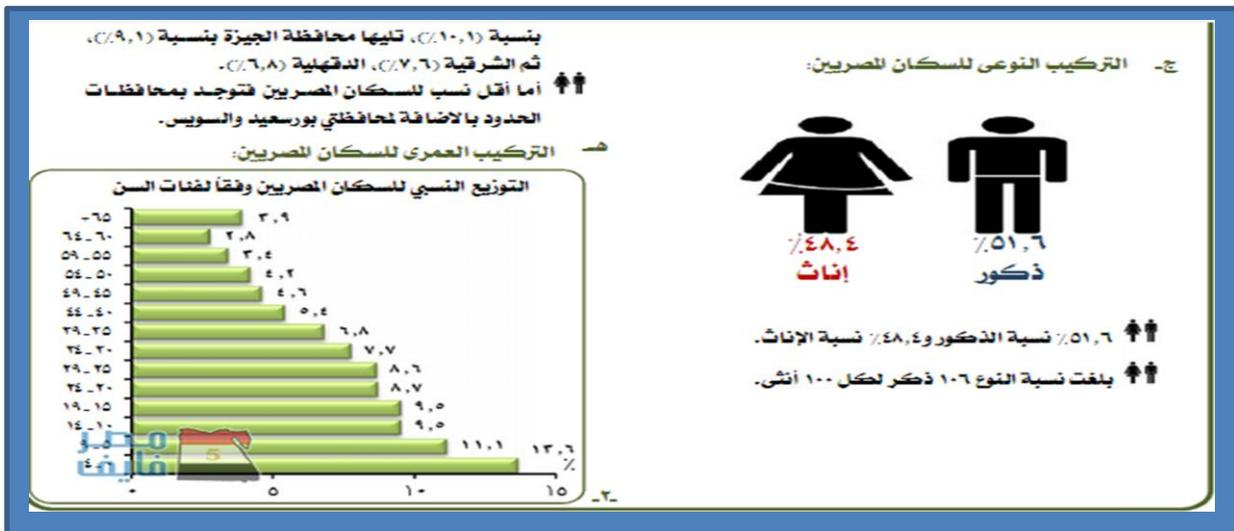 ج- التركيب النوعى للسكان المصريين:
٤٨,٤٪
إناث
٥١,٦٪
ذكور
٥١,٦٪ نسبة الذكور و٤٨,٤٪ نسبة الإناث.
بلغت نسبة النوع ١٠٦ ذكر لكل ١٠٠ أنثى.
بنسبة (١٠,١٪)، تليها محافظة الجيزة بنسبة (٩,١٪)،
ثم الشرقية (٧,٦٪)، الدقهلية (٦,٨٪).
أما أقل نسب للسكان المصريين فتوجد بمحافظات
الحدود بالاضافة لمحافظتي بورسعيد والسويس.
هـ التركيب العمرى للسكان المصريين:
التوزيع النسبي للسكان المصريين وفقاً لفئات السن
٦٥- ٣,٩
٦٠-٦٤ ٢,٨
٥٥-٥٩ ٣,٤
٥٠-٥٤ ٤,٢
٤٥-٤٩ ٤,٦
٤٠-٤٤ ٥,٤
٣٥-٣٩ ٦,٨
٣٠-٣٤ ٧,٧
٢٥-٢٩ ٨,٦
٢٠-٢٤ ٨,٧
١٥-١٩ ٩,٥
١٠-١٤ ٩,٥
١١,١
١٣,٦
٪
٠ ٥ ١٠ ١٥
مصر
فايف
5
-٢-